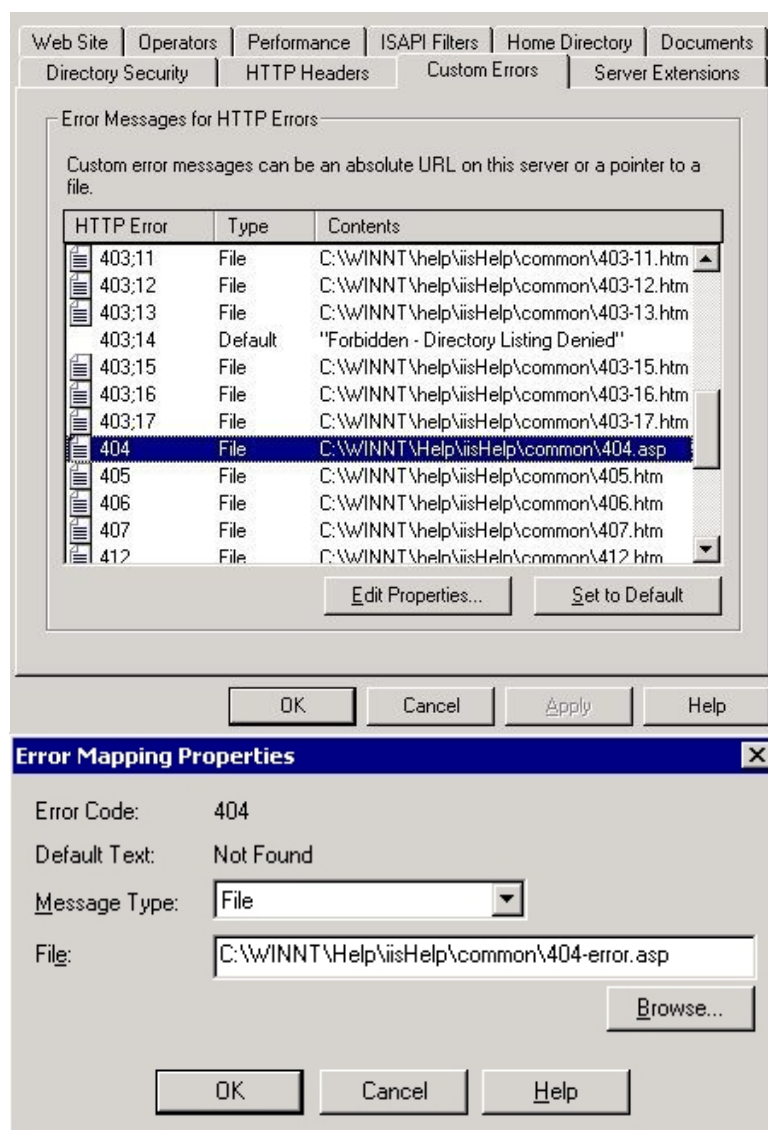 Web Site Operators Performance ISAPI Filters Home Directory Documents
Directory Security HTTP Headers Custom Errors Server Extensions
Error Messages for HTTP Errors
Custom error messages can be an absolute URL on this server or a pointer to a
file.
HTTP Error Type Contents
403;11 File C:\WINNT\help\iisHelp\common\403-11.htm
403;12 File C:\WINNT\help\iisHelp\common\403-12.htm
403;13 File C:\WINNT\help\iisHelp\common\403-13.htm
403;14 Default "Forbidden - Directory Listing Denied"
403;15 File C:\WINNT\help\iisHelp\common\403-15.htm
403;16 File C:\WINNT\help\iisHelp\common\403-16.htm
403;17 File C:\WINNT\help\iisHelp\common\403-17.htm
404 File C:\WINNT\Help\iisHelp\common\404.asp
405 File C:\WINNT\help\iisHelp\common\405.htm
406 File C:\WINNT\help\iisHelp\common\406.htm
407 File C:\WINNT\help\iisHelp\common\407.htm
412 File C:\WINNT\help\iisHelp\common\412.htm
Edit Properties... Set to Default
OK Cancel Apply Help
Error Mapping Properties
Error Code: 404
Default Text: Not Found
Message Type: File
File: C:\WINNT\Help\iisHelp\common\404-error.asp
Browse...
OK Cancel Help